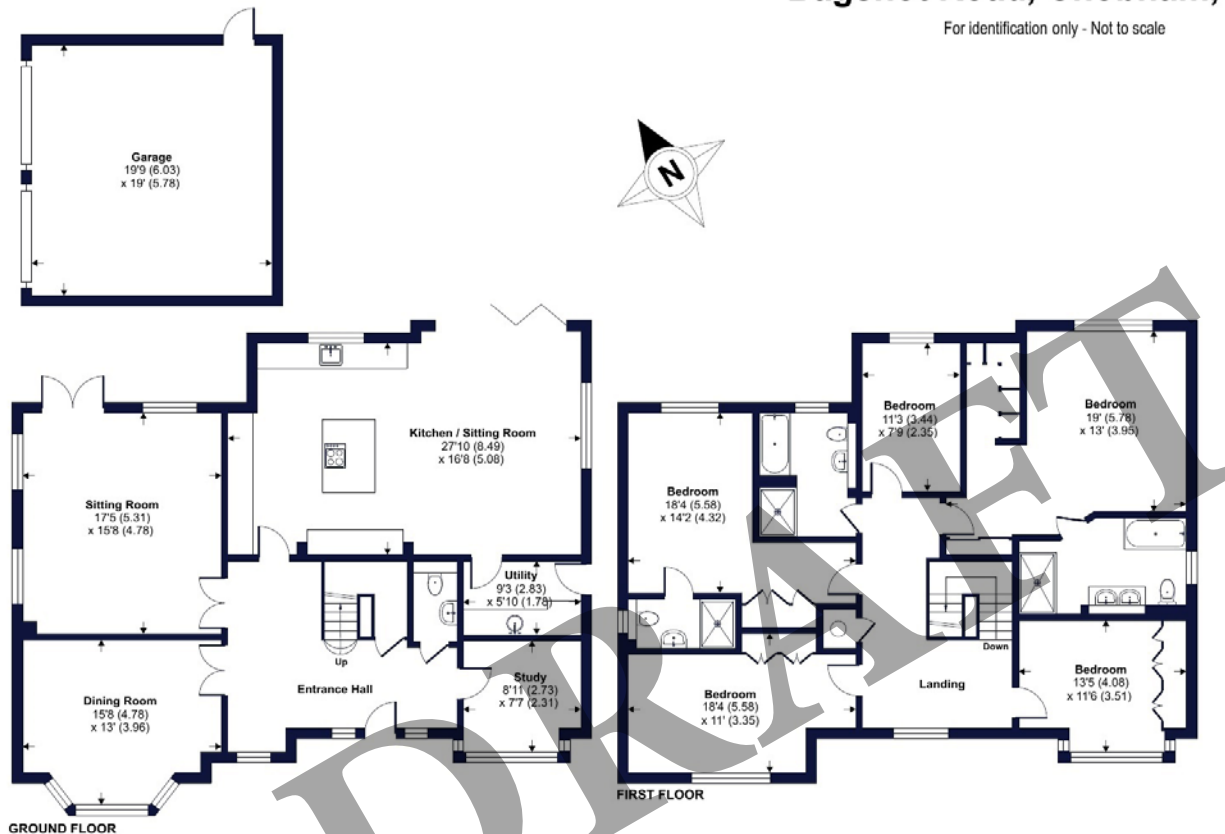 For identification only - Not to scale
Garage
19'9 (6.03)
x 19' (5.78)
N
Kitchen / Sitting Room
27'10 (8.49)
x 16'8 (5.08)
Sitting Room
17'5 (5.31)
x 15'8 (4.78)
Utility
9'3 (2.83)
x 5'10 (1.78)
Up
Entrance Hall
Study
8'11 (2.73)
x 7'7 (2.31)
Dining Room
15'8 (4.78)
x 13' (3.96)
GROUND FLOOR
Bedroom
11'3 (3.44)
x 7'9 (2.35)
Bedroom
19' (5.78)
x 13' (3.95)
Bedroom
18'4 (5.58)
x 14'2 (4.32)
Down
Landing
Bedroom
13'5 (4.08)
x 11'6 (3.51)
Bedroom
18'4 (5.58)
x 11' (3.35)
FIRST FLOOR
DRAFT